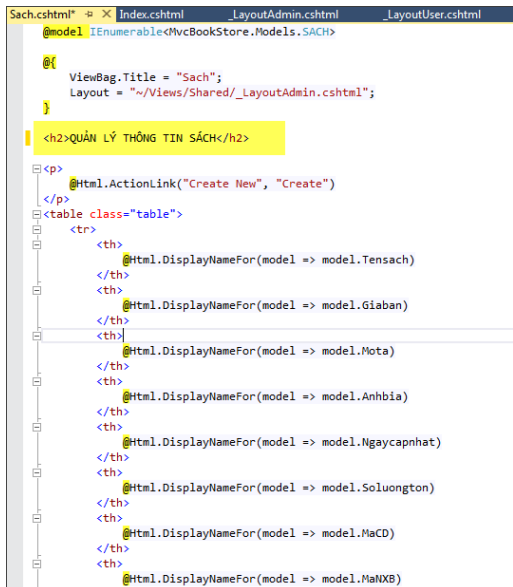 Sach.cshtml* Index.cshtml _LayoutAdmin.cshtml _LayoutUser.cshtml
@model IEnumerable<MvcBookStore.Models.SACH>
@{
ViewBag.Title = "Sach";
Layout = "~/Views/Shared/_LayoutAdmin.cshtml";
}
<h2>QUẢN LÝ THÔNG TIN SÁCH</h2>
<p>
@Html.ActionLink("Create New", "Create")
</p>
<table class="table">
<tr>
<th>
@Html.DisplayNameFor(model => model.Tensach)
</th>
<th>
@Html.DisplayNameFor(model => model.Giaban)
</th>
<th>
@Html.DisplayNameFor(model => model.Mota)
</th>
<th>
@Html.DisplayNameFor(model => model.Anhbia)
</th>
<th>
@Html.DisplayNameFor(model => model.Ngaycapnhat)
</th>
<th>
@Html.DisplayNameFor(model => model.Soluongton)
</th>
<th>
@Html.DisplayNameFor(model => model.MaCD)
</th>
<th>
@Html.DisplayNameFor(model => model.MaNXB)